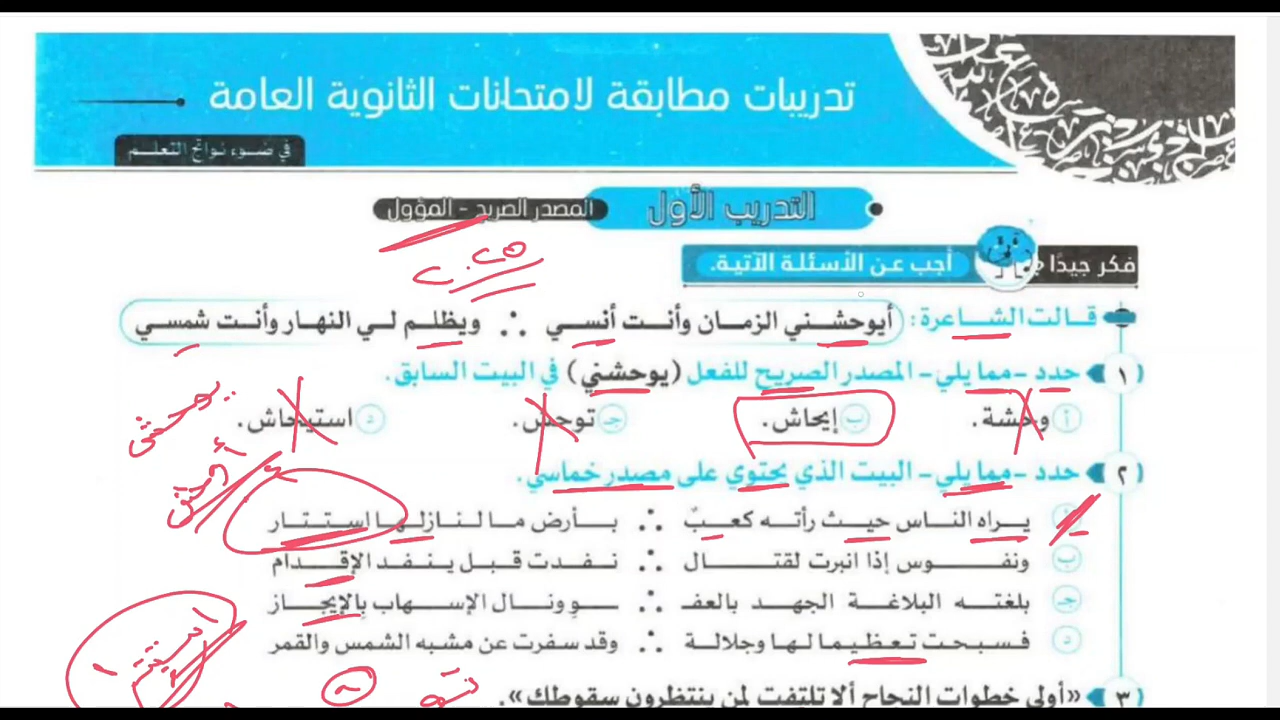 تدريبات مطابقة لامتحانات الثانوية العامة
في ضوء نواتج التعلم
التدريب الأول المصدر الصريح - المؤول
٢٠٢٥
فكر جيدًا أجب عن الأسئلة الآتية.
قالت الشاعرة: أيوحشني الزمان وأنت أنسي ∴ ويظلم لي النهار وأنت شمسي
١ حدد -مما يلي- المصدر الصريح للفعل (يوحشني) في البيت السابق.
أ وحشة. ب إيحاش. جـ توحش. د استيحاش.
٢ حدد -مما يلي- البيت الذي يحتوي على مصدر خماسي.
أ يراه الناس حيث رأته كعبٌ ∴ بأرض ما لنازلها استتار
ب ونفوس إذا انبرت لقتال ∴ نفدت قبل ينفد الإقدام
جـ بلغته البلاغة الجهد بالعفـ ∴ ـو ونال الإسهاب بالإيجاز
د فسبحت تعظيما لها وجلالة ∴ وقد سفرت عن مشبه الشمس والقمر
٣ «أولى خطوات النجاح ألا تلتفت لمن ينتظرون سقوطك».